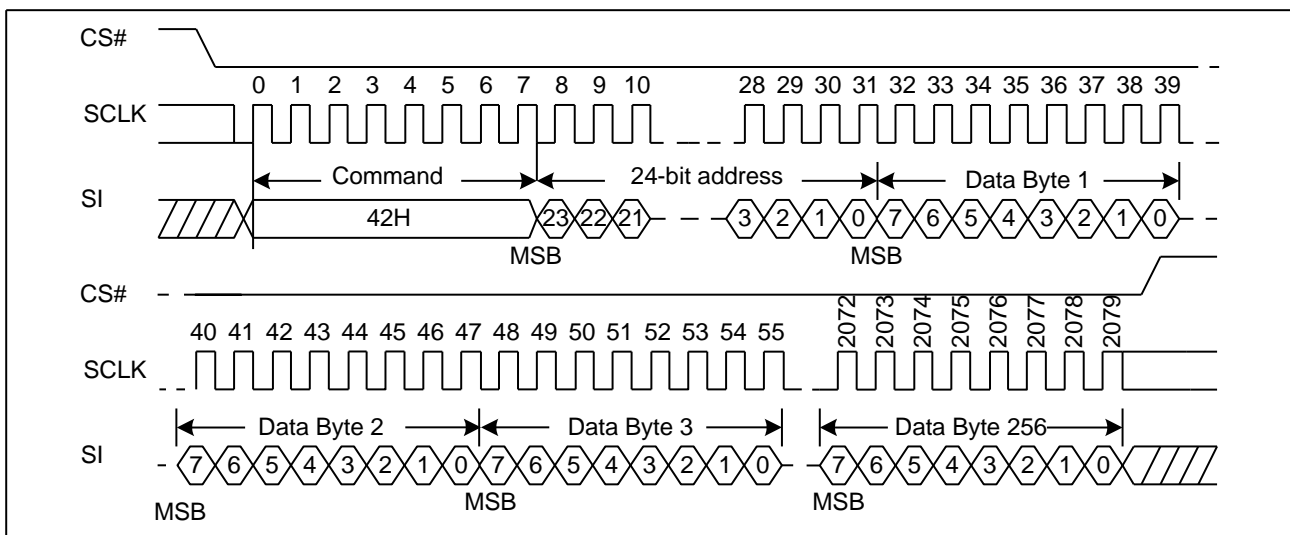 CS#
0 1 2 3 4 5 6 7 8 9 10 28 29 30 31 32 33 34 35 36 37 38 39
SCLK
Command 24-bit address Data Byte 1
SI
42H 23 22 21 3 2 1 0 7 6 5 4 3 2 1 0
MSB MSB
CS#
40 41 42 43 44 45 46 47 48 49 50 51 52 53 54 55 2072 2073 2074 2075 2076 2077 2078 2079
SCLK
Data Byte 2 Data Byte 3 Data Byte 256
SI
7 6 5 4 3 2 1 0 7 6 5 4 3 2 1 0 7 6 5 4 3 2 1 0
MSB MSB MSB